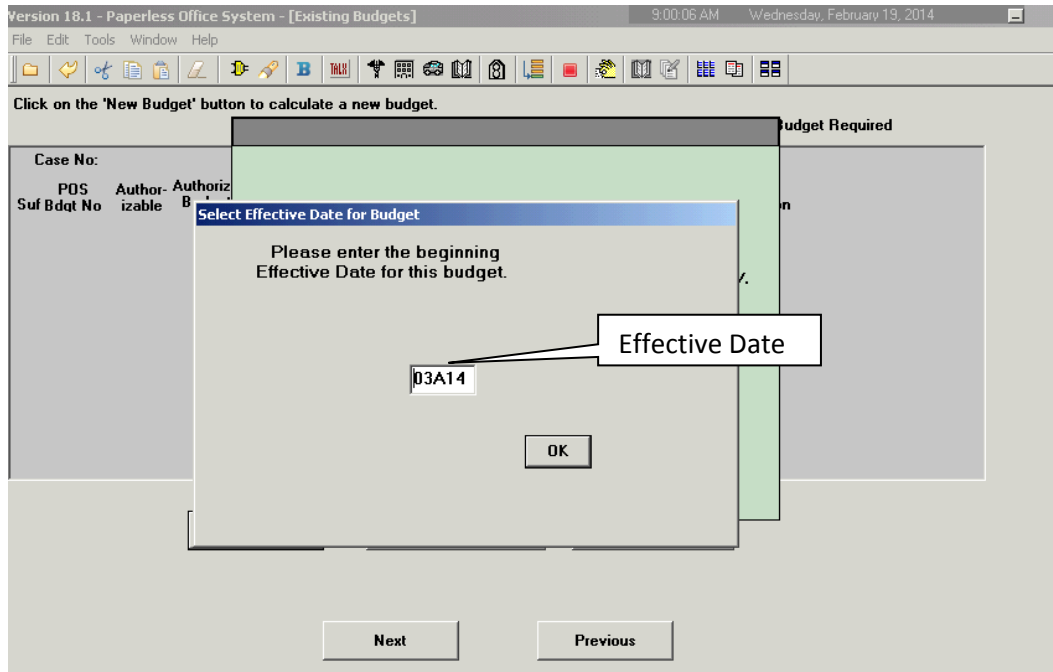 Version 18.1 - Paperless Office System - [Existing Budgets] 9:00:06 AM Wednesday, February 19, 2014
File Edit Tools Window Help
B TALX
Click on the 'New Budget' button to calculate a new budget.
Budget Required
Case No:
POS Author- Authoriz
Suf Bdgt No izable
Select Effective Date for Budget
Please enter the beginning
Effective Date for this budget.
Effective Date
03A14
OK
Next Previous